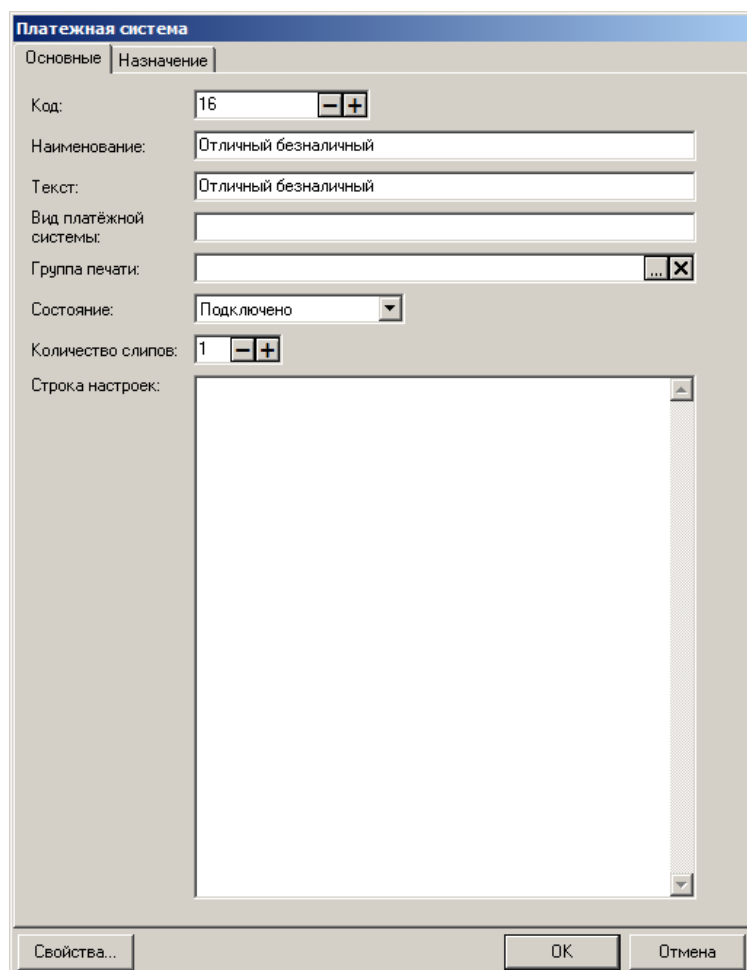 Платежная система
Основные Назначение
Код: 16
Наименование: Отличный безналичный
Текст: Отличный безналичный
Вид платёжной
системы:
Группа печати: ...
Состояние: Подключено
Количество слипов: 1
Строка настроек:
Свойства... OK Отмена